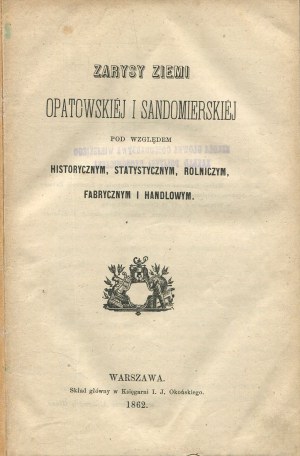 ZARYSY ZIEMI
OPATOWSKIEJ I SANDOMIERSKIEJ
POD WZGLĘDEM
HISTORYCZNYM, STATYSTYCZNYM, ROLNICZYM,
FABRYCZNYM I HANDLOWYM.
WARSZAWA.
Skład główny w Księgarni I. J. Okońskiego.
1862.